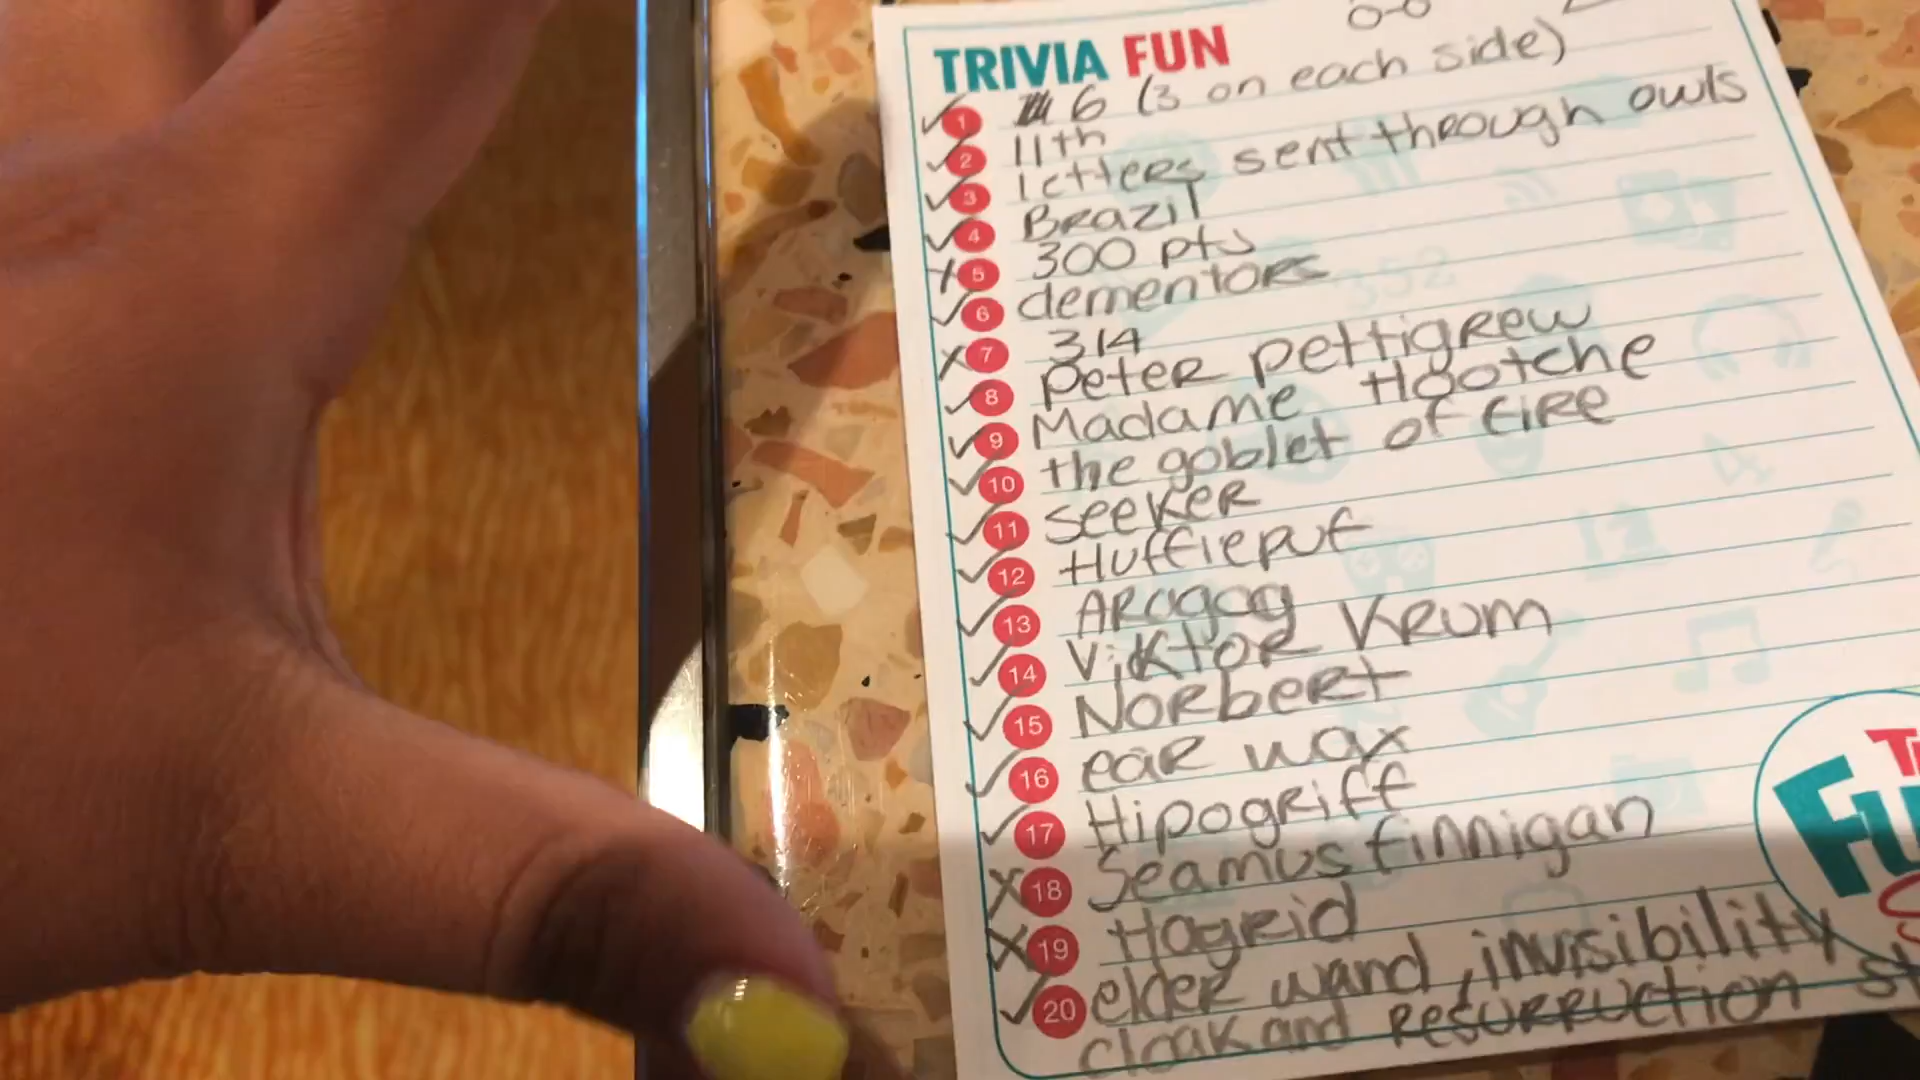 TRIVIA FUN
1 6 (3 on each side)
2 11th
3 letters sent through owls
4 Brazil
5 300 pts
6 dementors
7 314
8 Peter Pettigrew
9 Madame Hootche
10 the goblet of fire
11 seeker
12 Huffleputf
13 ARagog
14 Viktor Krum
15 Norbert
16 ear wax
17 Hipogriff
18 Seamus finnigan
19 Hagrid
20 elder wand, invisibility
cloak and resurruction